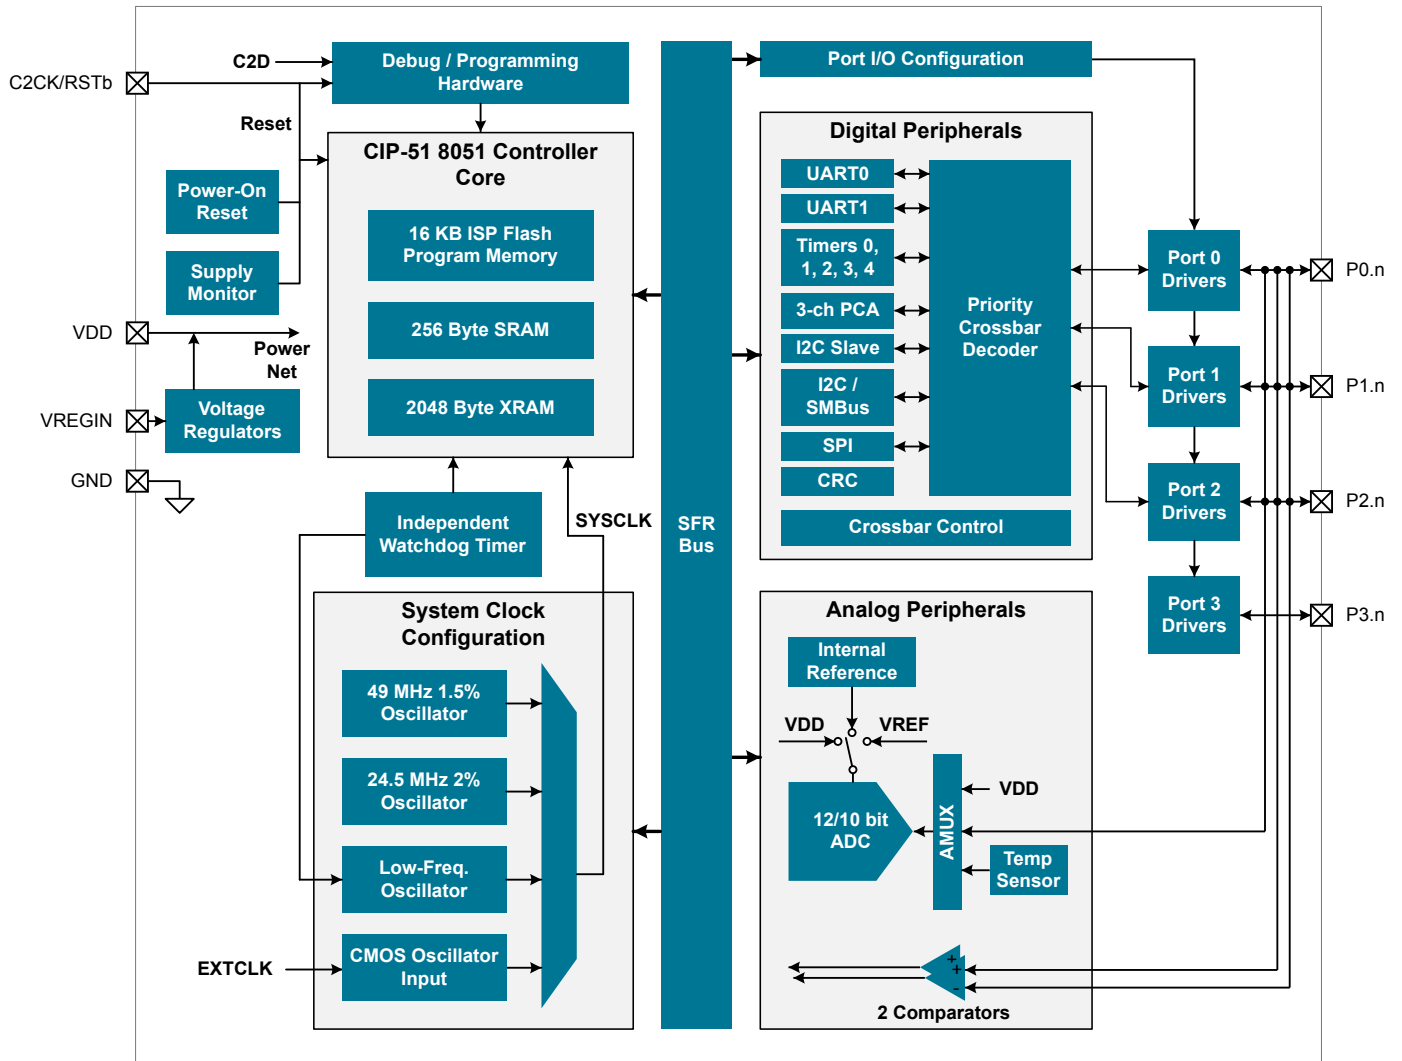 C2CK/RSTb
C2D
Debug / Programming
Hardware
Reset
Power-On
Reset
Supply
Monitor
VDD
Power
Net
VREGIN
Voltage
Regulators
GND
CIP-51 8051 Controller
Core
16 KB ISP Flash
Program Memory
256 Byte SRAM
2048 Byte XRAM
Independent
Watchdog Timer
SYSCLK
System Clock
Configuration
49 MHz 1.5%
Oscillator
24.5 MHz 2%
Oscillator
Low-Freq.
Oscillator
EXTCLK
CMOS Oscillator
Input
SFR
Bus
Port I/O Configuration
Digital Peripherals
UART0
UART1
Timers 0,
1, 2, 3, 4
3-ch PCA
I2C Slave
I2C /
SMBus
SPI
CRC
Priority
Crossbar
Decoder
Crossbar Control
Analog Peripherals
Internal
Reference
VDD
VREF
12/10 bit
ADC
AMUX
VDD
Temp
Sensor
+
+
-
2 Comparators
Port 0
Drivers
P0.n
Port 1
Drivers
P1.n
Port 2
Drivers
P2.n
Port 3
Drivers
P3.n